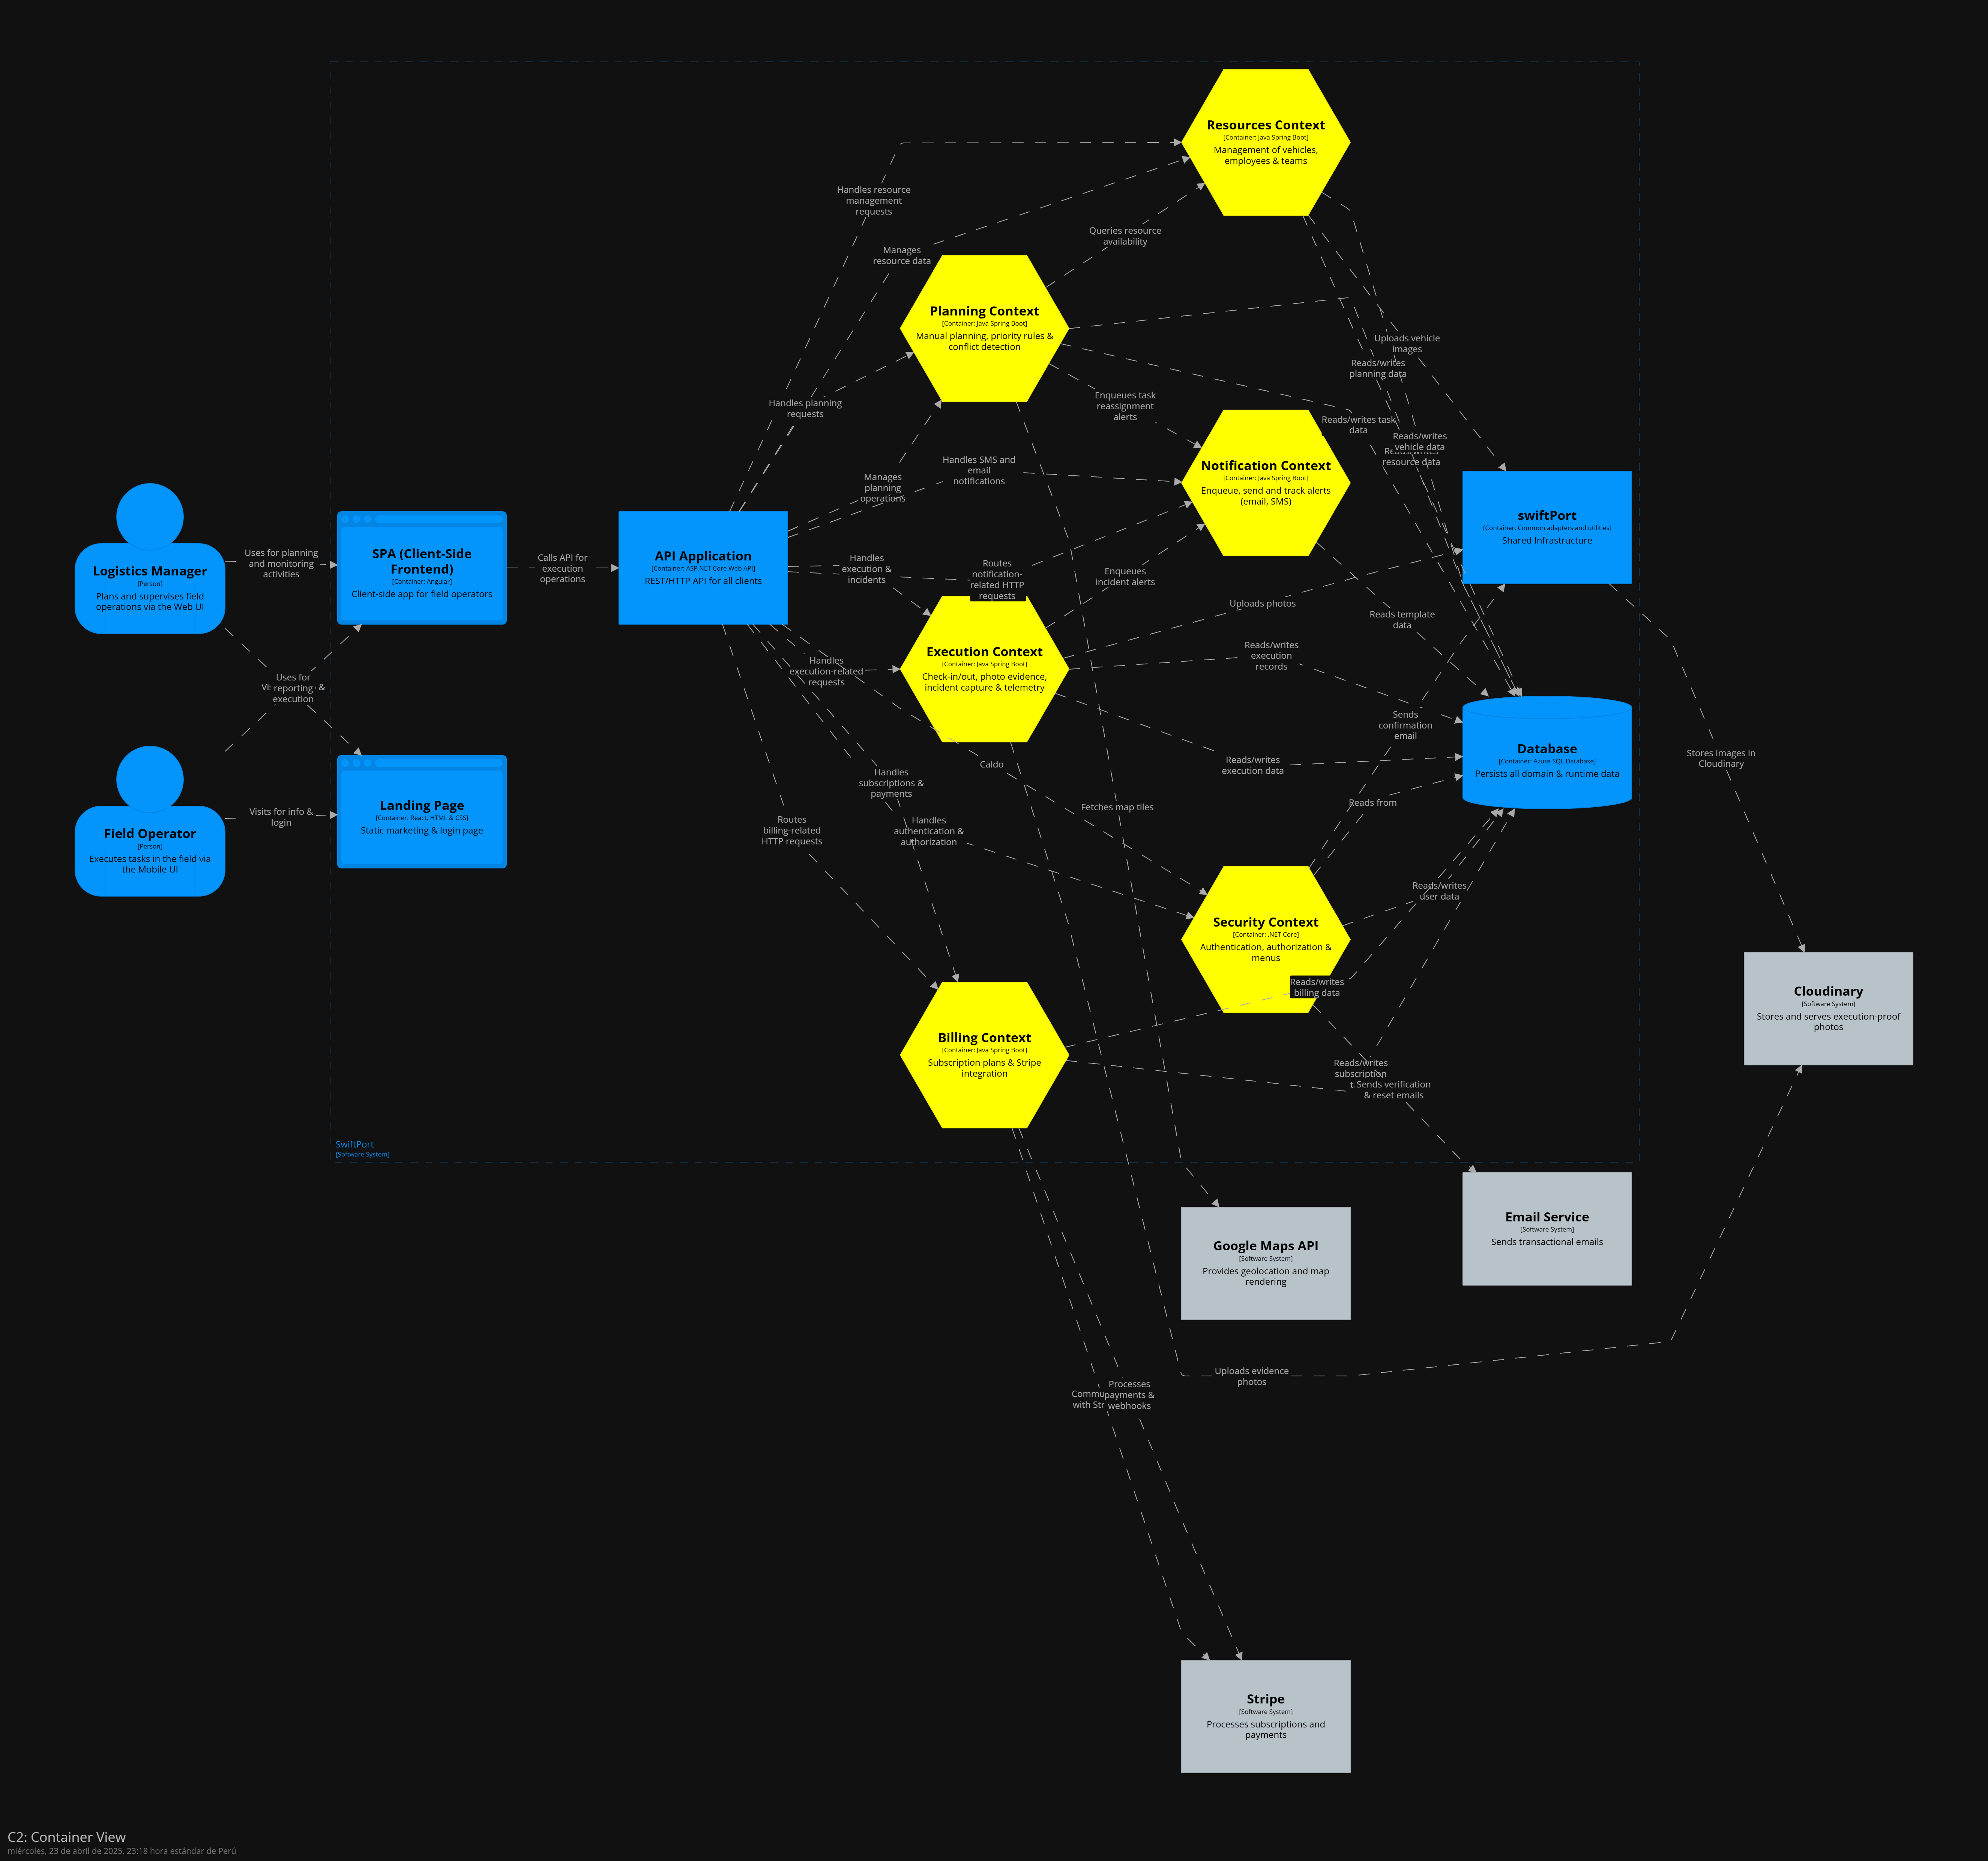 Resources Context
[Container: Java Spring Boot]
Management of vehicles,
employees & teams
Handles resource
management
requests
Manages
resource data
Queries resource
availability
Planning Context
[Container: Java Spring Boot]
Manual planning, priority rules &
conflict detection
Uploads vehicle
images
Reads/writes
planning data
Handles planning
requests
Enqueues task
reassignment
alerts
Reads/writes task
data
Reads/writes
vehicle data
resource data
Notification Context
[Container: Java Spring Boot]
Enqueue, send and track alerts
(email, SMS)
Handles SMS and
email
notifications
Manages
planning
operations
swiftPort
[Container: Common adapters and utilities]
Shared Infrastructure
Logistics Manager
[Person]
Plans and supervises field
operations via the Web UI
Uses for planning
and monitoring
activities
SPA (Client-Side
Frontend)
[Container: Angular]
Client-side app for field operators
Calls API for
execution
operations
API Application
[Container: ASP.NET Core Web API]
REST/HTTP API for all clients
Handles
execution &
incidents
Routes
notification-
related HTTP
requests
Enqueues
incident alerts
Uploads photos
Reads template
data
Execution Context
[Container: Java Spring Boot]
Check-in/out, photo evidence,
incident capture & telemetry
Handles
execution-related
requests
Reads/writes
execution
records
Uses for
reporting &
execution
Sends
confirmation
email
Database
[Container: Azure SQL Database]
Persists all domain & runtime data
Stores images in
Cloudinary
Reads/writes
execution data
Caldo
Handles
subscriptions &
payments
Fetches map tiles
Reads from
Field Operator
[Person]
Executes tasks in the field via
the Mobile UI
Visits for info &
login
Landing Page
[Container: React, HTML & CSS]
Static marketing & login page
Routes
billing-related
HTTP requests
Handles
authentication &
authorization
Reads/writes
user data
Security Context
[Container: .NET Core]
Authentication, authorization &
menus
Reads/writes
billing data
Cloudinary
[Software System]
Stores and serves execution-proof
photos
Billing Context
[Container: Java Spring Boot]
Subscription plans & Stripe
integration
Reads/writes
subscription
Sends verification
& reset emails
SwiftPort
[Software System]
Email Service
[Software System]
Sends transactional emails
Google Maps API
[Software System]
Provides geolocation and map
rendering
Uploads evidence
photos
Processes
payments &
webhooks
with
Stripe
[Software System]
Processes subscriptions and
payments
C2: Container View
miércoles, 23 de abril de 2025, 23:18 hora estándar de Perú